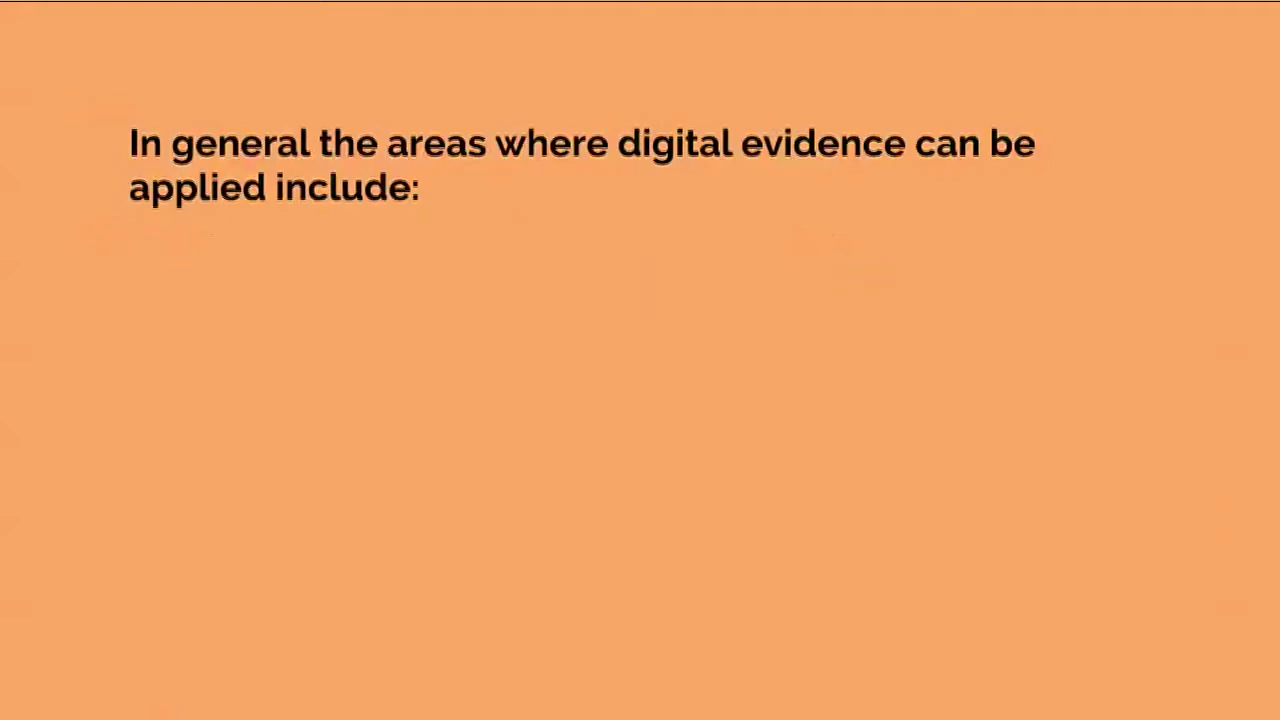 In general the areas where digital evidence can be
applied include: